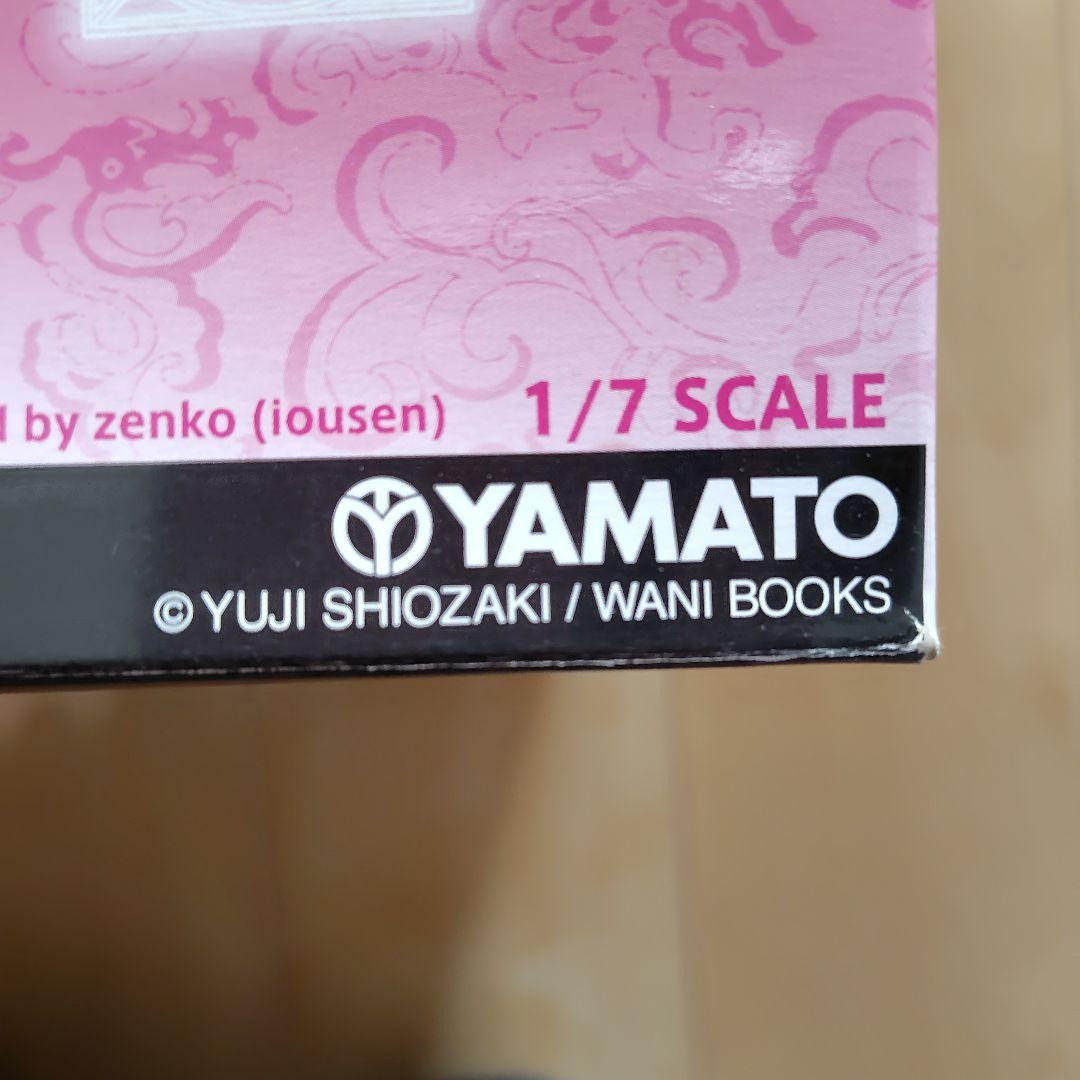 by zenko (iousen)
1/7 SCALE
YAMATO
© YUJI SHIOZAKI / WANI BOOKS